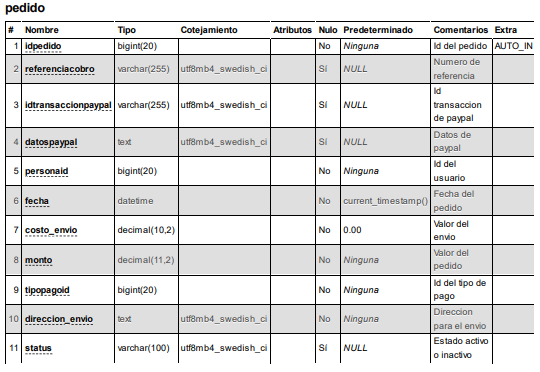 pedido
# Nombre Tipo Cotejamiento Atributos Nulo Predeterminado Comentarios Extra
1 idpedido bigint(20) No Ninguna Id del pedido AUTO_IN
2 referenciacobro varchar(255) utf8mb4_swedish_ci Sí NULL Numero de
referencia
3 idtransaccionpaypal varchar(255) utf8mb4_swedish_ci Sí NULL Id
transaccion
de paypal
4 datospaypal text utf8mb4_swedish_ci Sí NULL Datos de
paypal
5 personaid bigint(20) No Ninguna Id del
usuario
6 fecha datetime No current_timestamp() Fecha del
pedido
7 costo_envio decimal(10,2) No 0.00 Valor del
envio
8 monto decimal(11,2) No Ninguna Valor del
pedido
9 tipopagoid bigint(20) No Ninguna Id del tipo de
pago
10 direccion_envio text utf8mb4_swedish_ci No Ninguna Direccion
para el envio
11 status varchar(100) utf8mb4_swedish_ci Sí NULL Estado activo
o inactivo